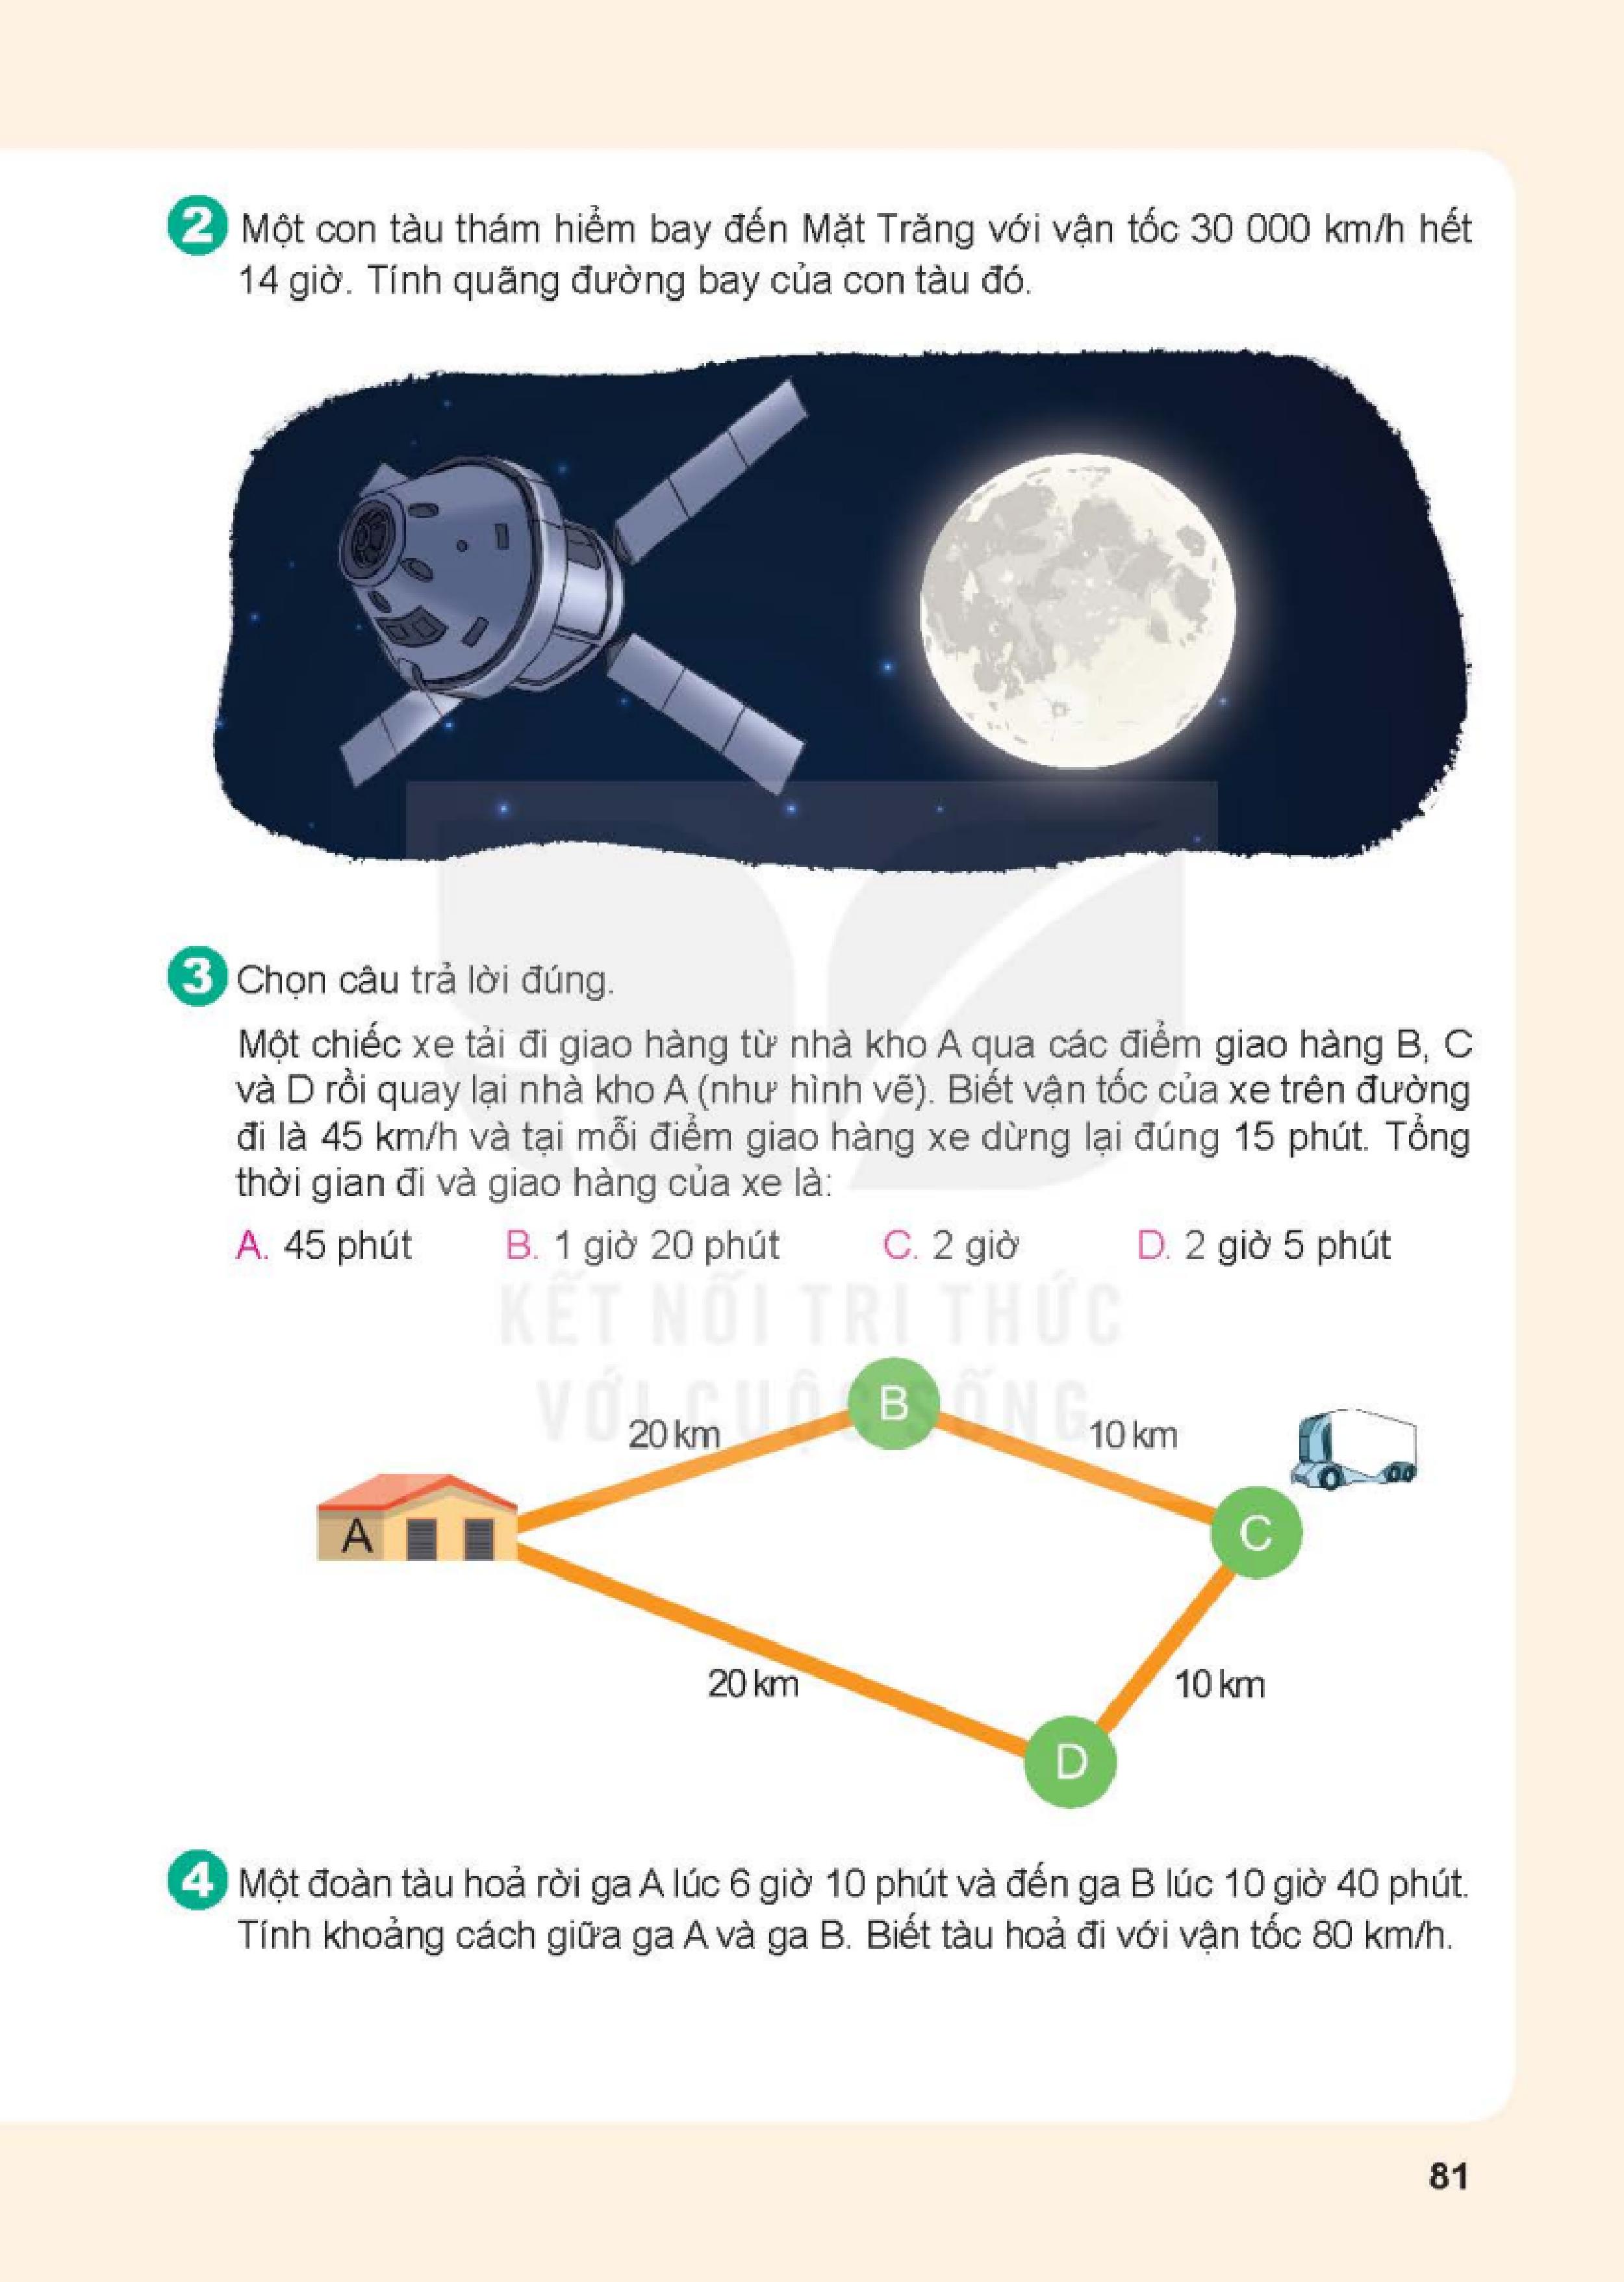 2 Một con tàu thám hiểm bay đến Mặt Trăng với vận tốc 30 000 km/h hết
14 giờ. Tính quãng đường bay của con tàu đó.
3 Chọn câu trả lời đúng.
Một chiếc xe tải đi giao hàng từ nhà kho A qua các điểm giao hàng B, C
và D rồi quay lại nhà kho A (như hình vẽ). Biết vận tốc của xe trên đường
đi là 45 km/h và tại mỗi điểm giao hàng xe dừng lại đúng 15 phút. Tổng
thời gian đi và giao hàng của xe là:
A. 45 phút B. 1 giờ 20 phút C. 2 giờ D. 2 giờ 5 phút
KẾT NỐI TRI THỨC
VỚI CUỘC SỐNG
B
20 km 10 km
A
C
20 km 10 km
D
4 Một đoàn tàu hoả rời ga A lúc 6 giờ 10 phút và đến ga B lúc 10 giờ 40 phút.
Tính khoảng cách giữa ga A và ga B. Biết tàu hoả đi với vận tốc 80 km/h.
81